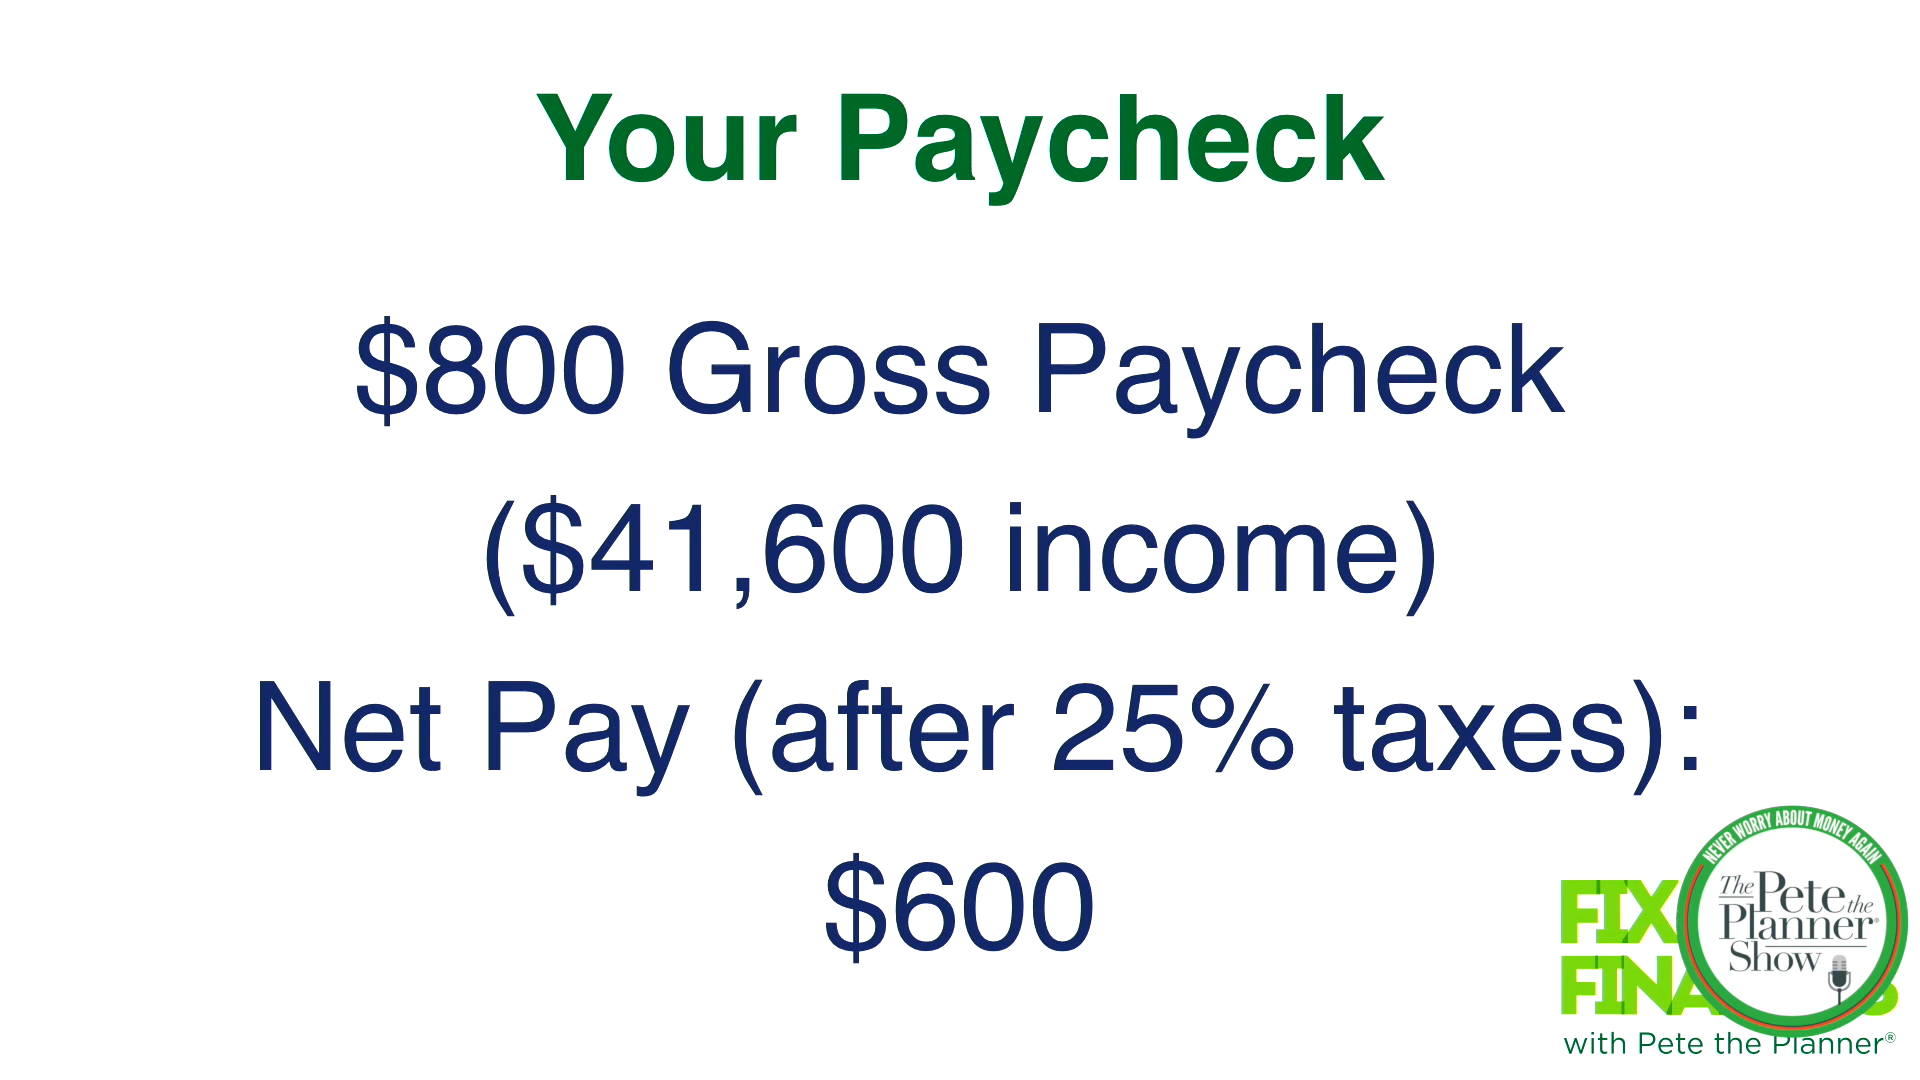 Your Paycheck
$800 Gross Paycheck
($41,600 income)
Net Pay (after 25% taxes):
$600
NEVER WORRY ABOUT MONEY AGAIN
The Pete the
Planner®
Show
FIX
with Pete the Planner®